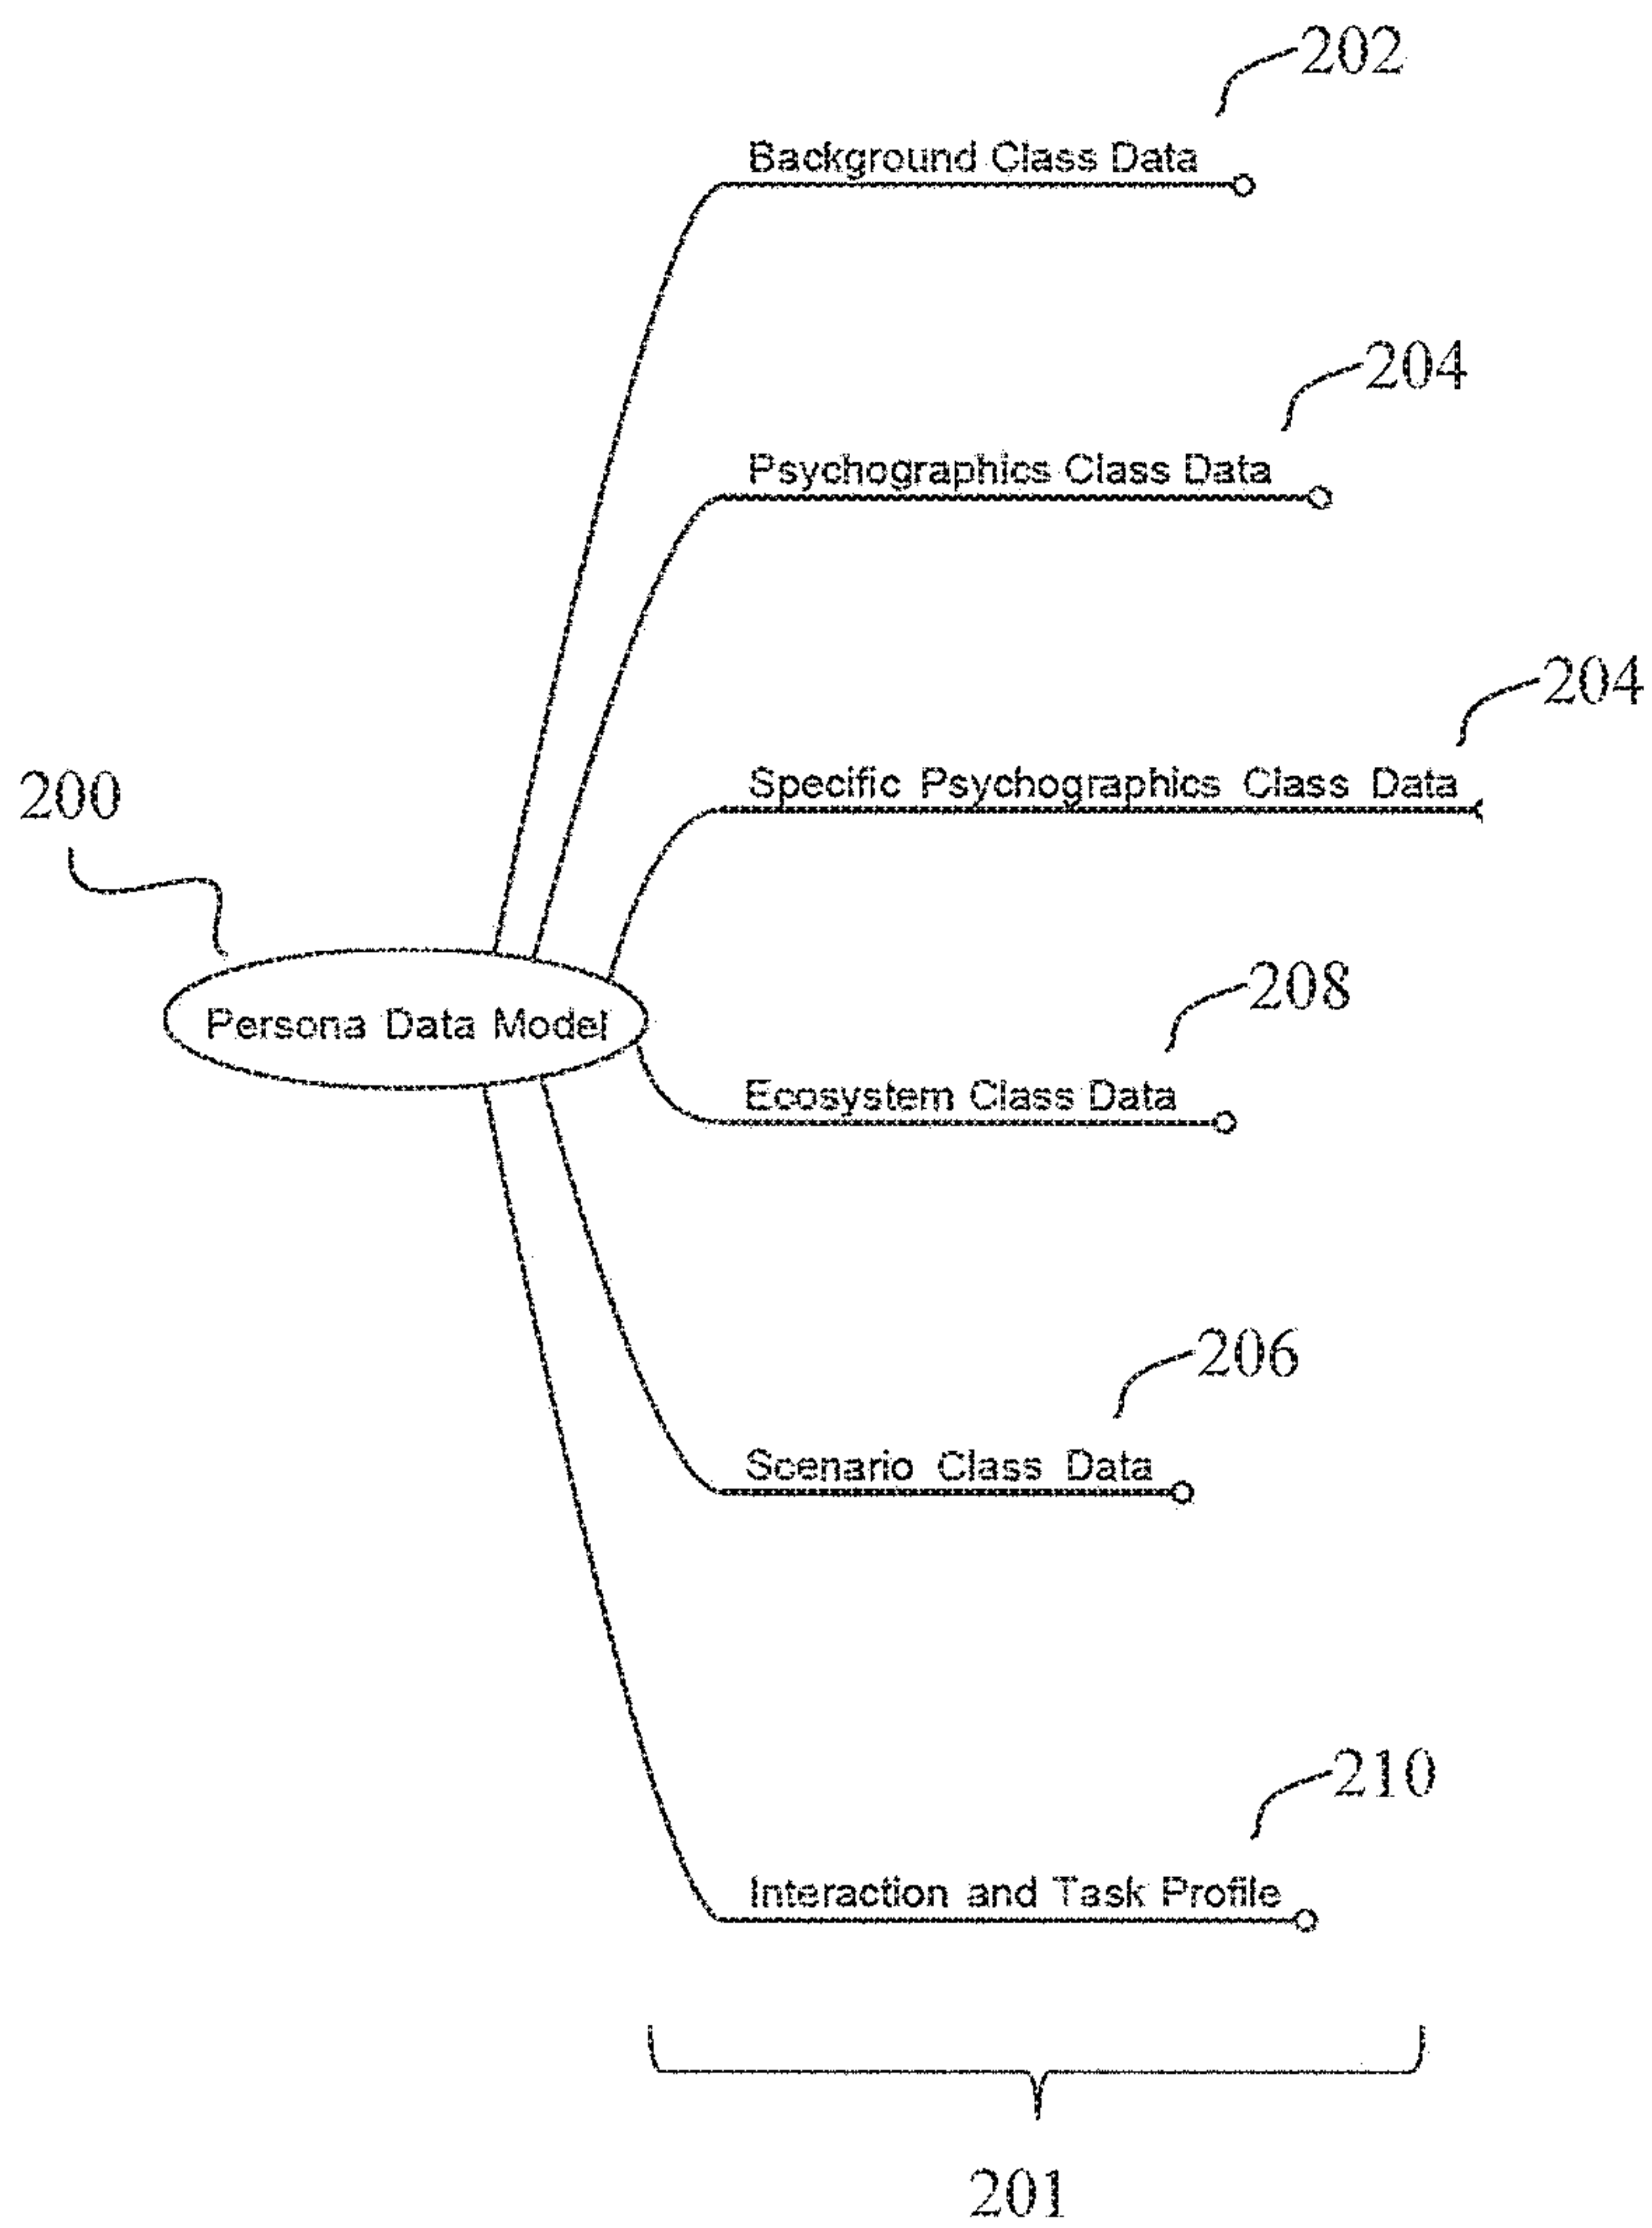 202
Background Class Data
204
Psychographics Class Data
204
Specific Psychographics Class Data
200
Persona Data Model
208
Ecosystem Class Data
206
Scenario Class Data
210
Interaction and Task Profile
201